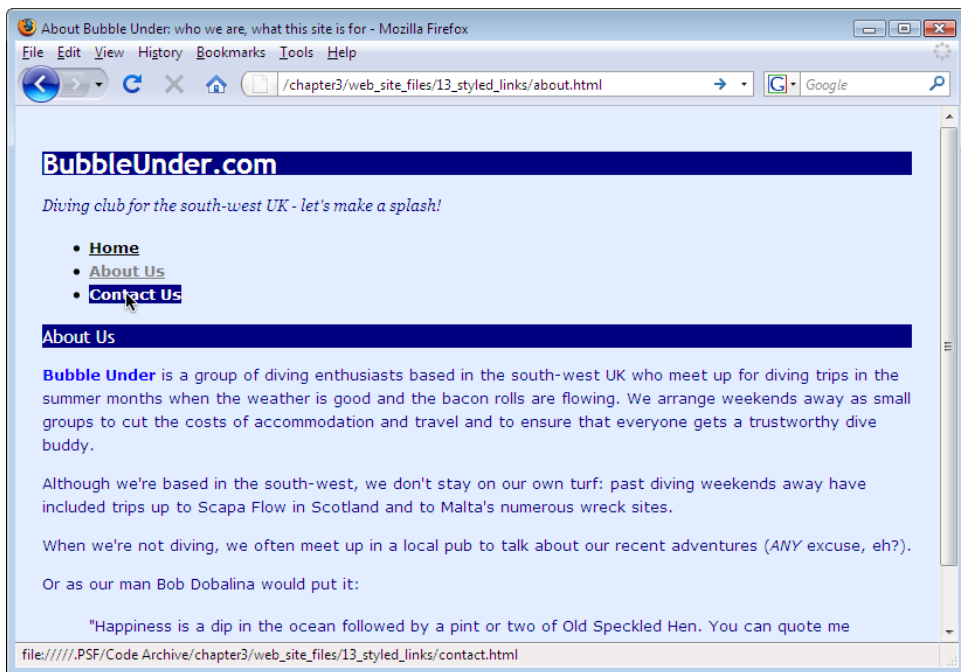 About Bubble Under: who we are, what this site is for - Mozilla Firefox
File Edit View History Bookmarks Tools Help
/chapter3/web_site_files/13_styled_links/about.html
G Google
BubbleUnder.com
Diving club for the south-west UK - let's make a splash!
• Home
• About Us
• Contact Us
About Us
Bubble Under is a group of diving enthusiasts based in the south-west UK who meet up for diving trips in the
summer months when the weather is good and the bacon rolls are flowing. We arrange weekends away as small
groups to cut the costs of accommodation and travel and to ensure that everyone gets a trustworthy dive
buddy.
Although we're based in the south-west, we don't stay on our own turf: past diving weekends away have
included trips up to Scapa Flow in Scotland and to Malta's numerous wreck sites.
When we're not diving, we often meet up in a local pub to talk about our recent adventures (ANY excuse, eh?).
Or as our man Bob Dobalina would put it:
"Happiness is a dip in the ocean followed by a pint or two of Old Speckled Hen. You can quote me
file://///.PSF/Code Archive/chapter3/web_site_files/13_styled_links/contact.html